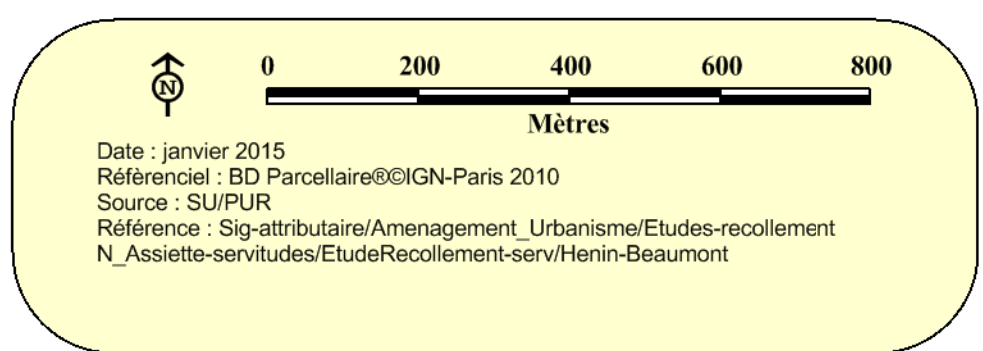 N
0 200 400 600 800
Mètres
Date : janvier 2015
Réfèrenciel : BD Parcellaire®©IGN-Paris 2010
Source : SU/PUR
Référence : Sig-attributaire/Amenagement_Urbanisme/Etudes-recollement
N_Assiette-servitudes/EtudeRecollement-serv/Henin-Beaumont